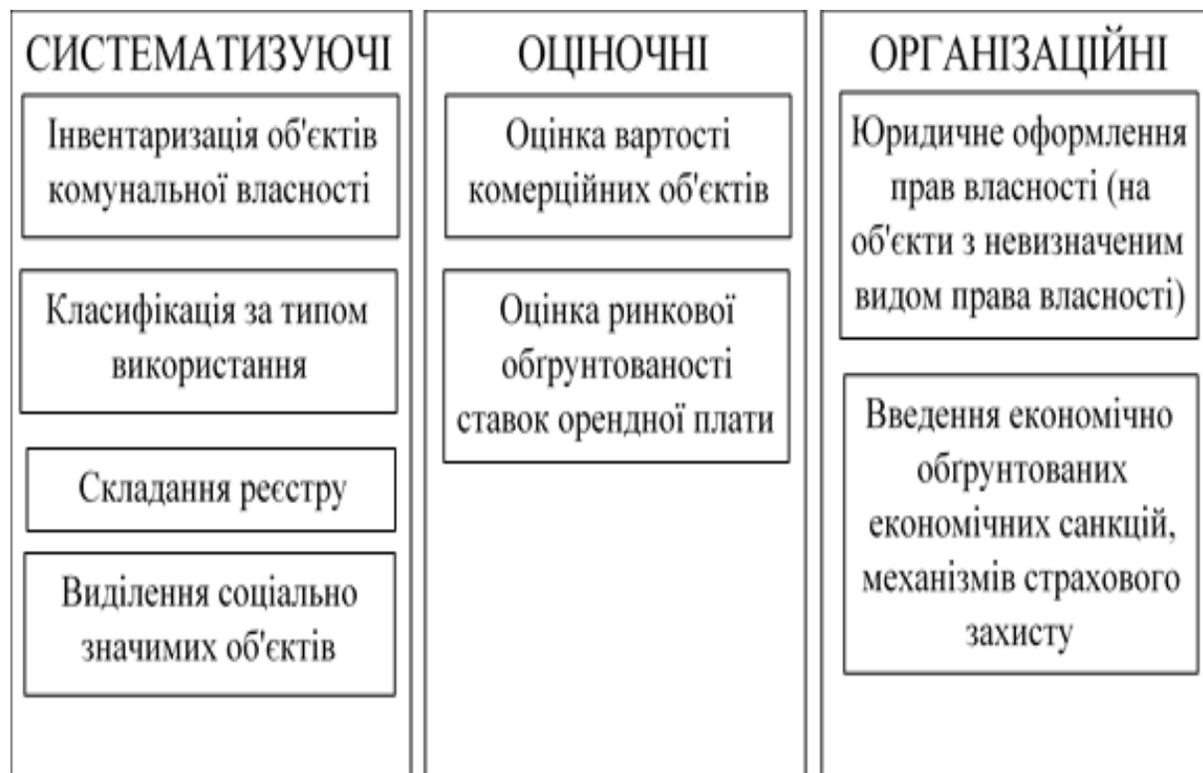 СИСТЕМАТИЗУЮЧІ
Інвентаризація об'єктів
комунальної власності
Класифікація за типом
використання
Складання реєстру
Виділення соціально
значимих об'єктів
ОЦІНОЧНІ
Оцінка вартості
комерційних об'єктів
Оцінка ринкової
обґрунтованості
ставок орендної плати
ОРГАНІЗАЦІЙНІ
Юридичне оформлення
прав власності (на
об'єкти з невизначеним
видом права власності)
Введення економічно
обґрунтованих
економічних санкцій,
механізмів страхового
захисту